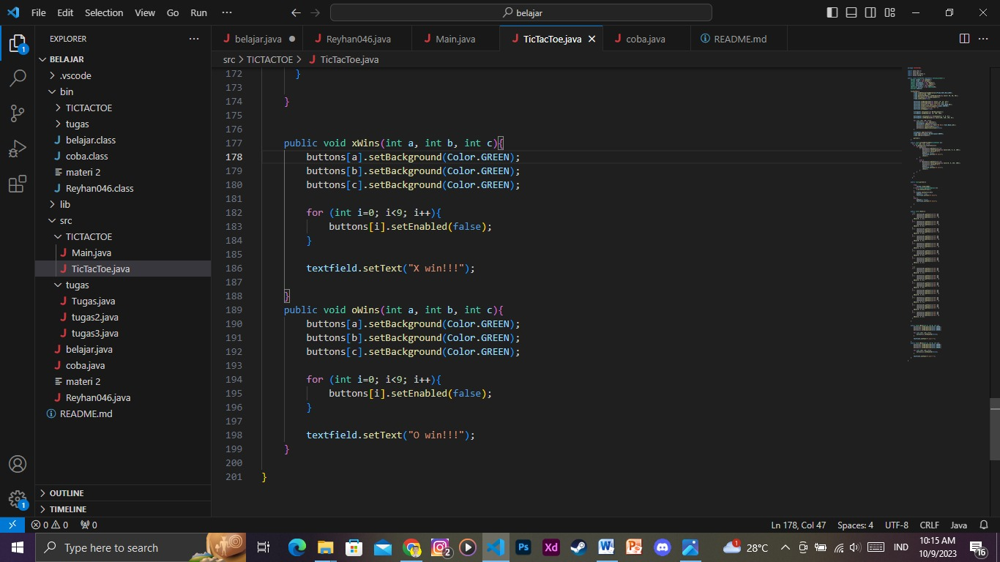 File Edit Selection View Go Run ···
belajar
EXPLORER ···
BELAJAR
.vscode
bin
TICTACTOE
tugas
belajar.class
coba.class
materi 2
Reyhan046.class
lib
src
TICTACTOE
Main.java
TicTacToe.java
tugas
Tugas.java
tugas2.java
tugas3.java
belajar.java
coba.java
materi 2
Reyhan046.java
README.md
OUTLINE
TIMELINE
1
1
belajar.java Reyhan046.java Main.java TicTacToe.java coba.java README.md
src > TICTACTOE > TicTacToe.java
172 }
173
174 }
175
176
177 public void xWins(int a, int b, int c){
178 buttons[a].setBackground(Color.GREEN);
179 buttons[b].setBackground(Color.GREEN);
180 buttons[c].setBackground(Color.GREEN);
181
182 for (int i=0; i<9; i++){
183 buttons[i].setEnabled(false);
184 }
185
186 textfield.setText("X win!!!");
187
188 }
189 public void oWins(int a, int b, int c){
190 buttons[a].setBackground(Color.GREEN);
191 buttons[b].setBackground(Color.GREEN);
192 buttons[c].setBackground(Color.GREEN);
193
194 for (int i=0; i<9; i++){
195 buttons[i].setEnabled(false);
196 }
197
198 textfield.setText("O win!!!");
199 }
200
201 }
0 0 0
Ln 178, Col 47 Spaces: 4 UTF-8 CRLF Java
Type here to search
2
Ps
Xd
W
P
1
28°C
IND
10:15 AM
10/9/2023
16